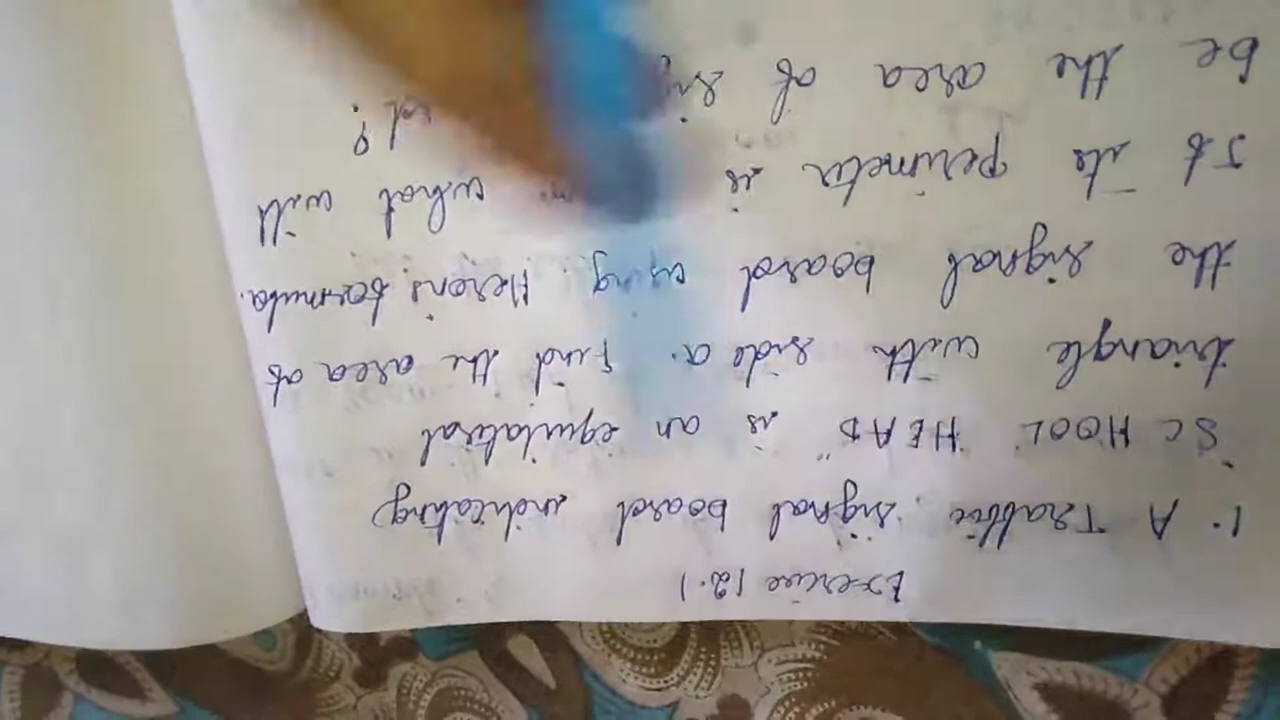 Exercise 12.1
1. A Traffic signal board indicating
"SCHOOL HEAD" is an equilateral
triangle with side a. Find the area of
the signal board using Heron's formula.
If its perimeter is what will
be the area of